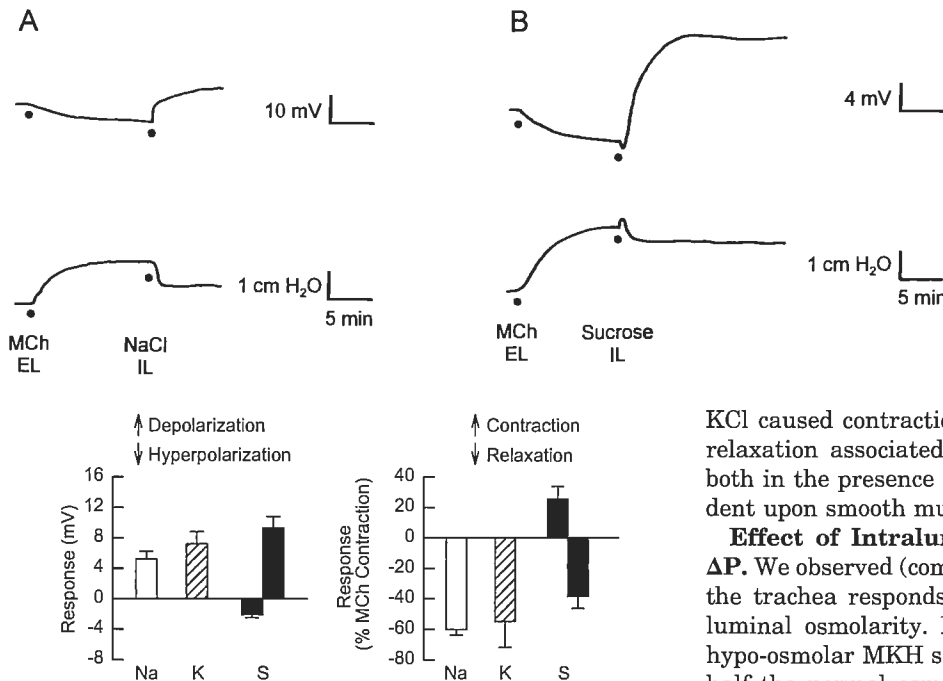 A
B
10 mV
4 mV
1 cm H₂O
5 min
1 cm H₂O
5 min
MCh
EL
NaCl
IL
MCh
EL
Sucrose
IL
↑ Depolarization
↓ Hyperpolarization
Response (mV)
16
12
8
4
0
-4
-8
Na K S
↑ Contraction
↓ Relaxation
Response
(% MCh Contraction)
40
20
0
-20
-40
-60
-80
Na K S
KCl caused contractio
relaxation associated
both in the presence
dent upon smooth mu
Effect of Intralur
ΔP. We observed (com
the trachea responds
luminal osmolarity.
hypo-osmolar MKH s